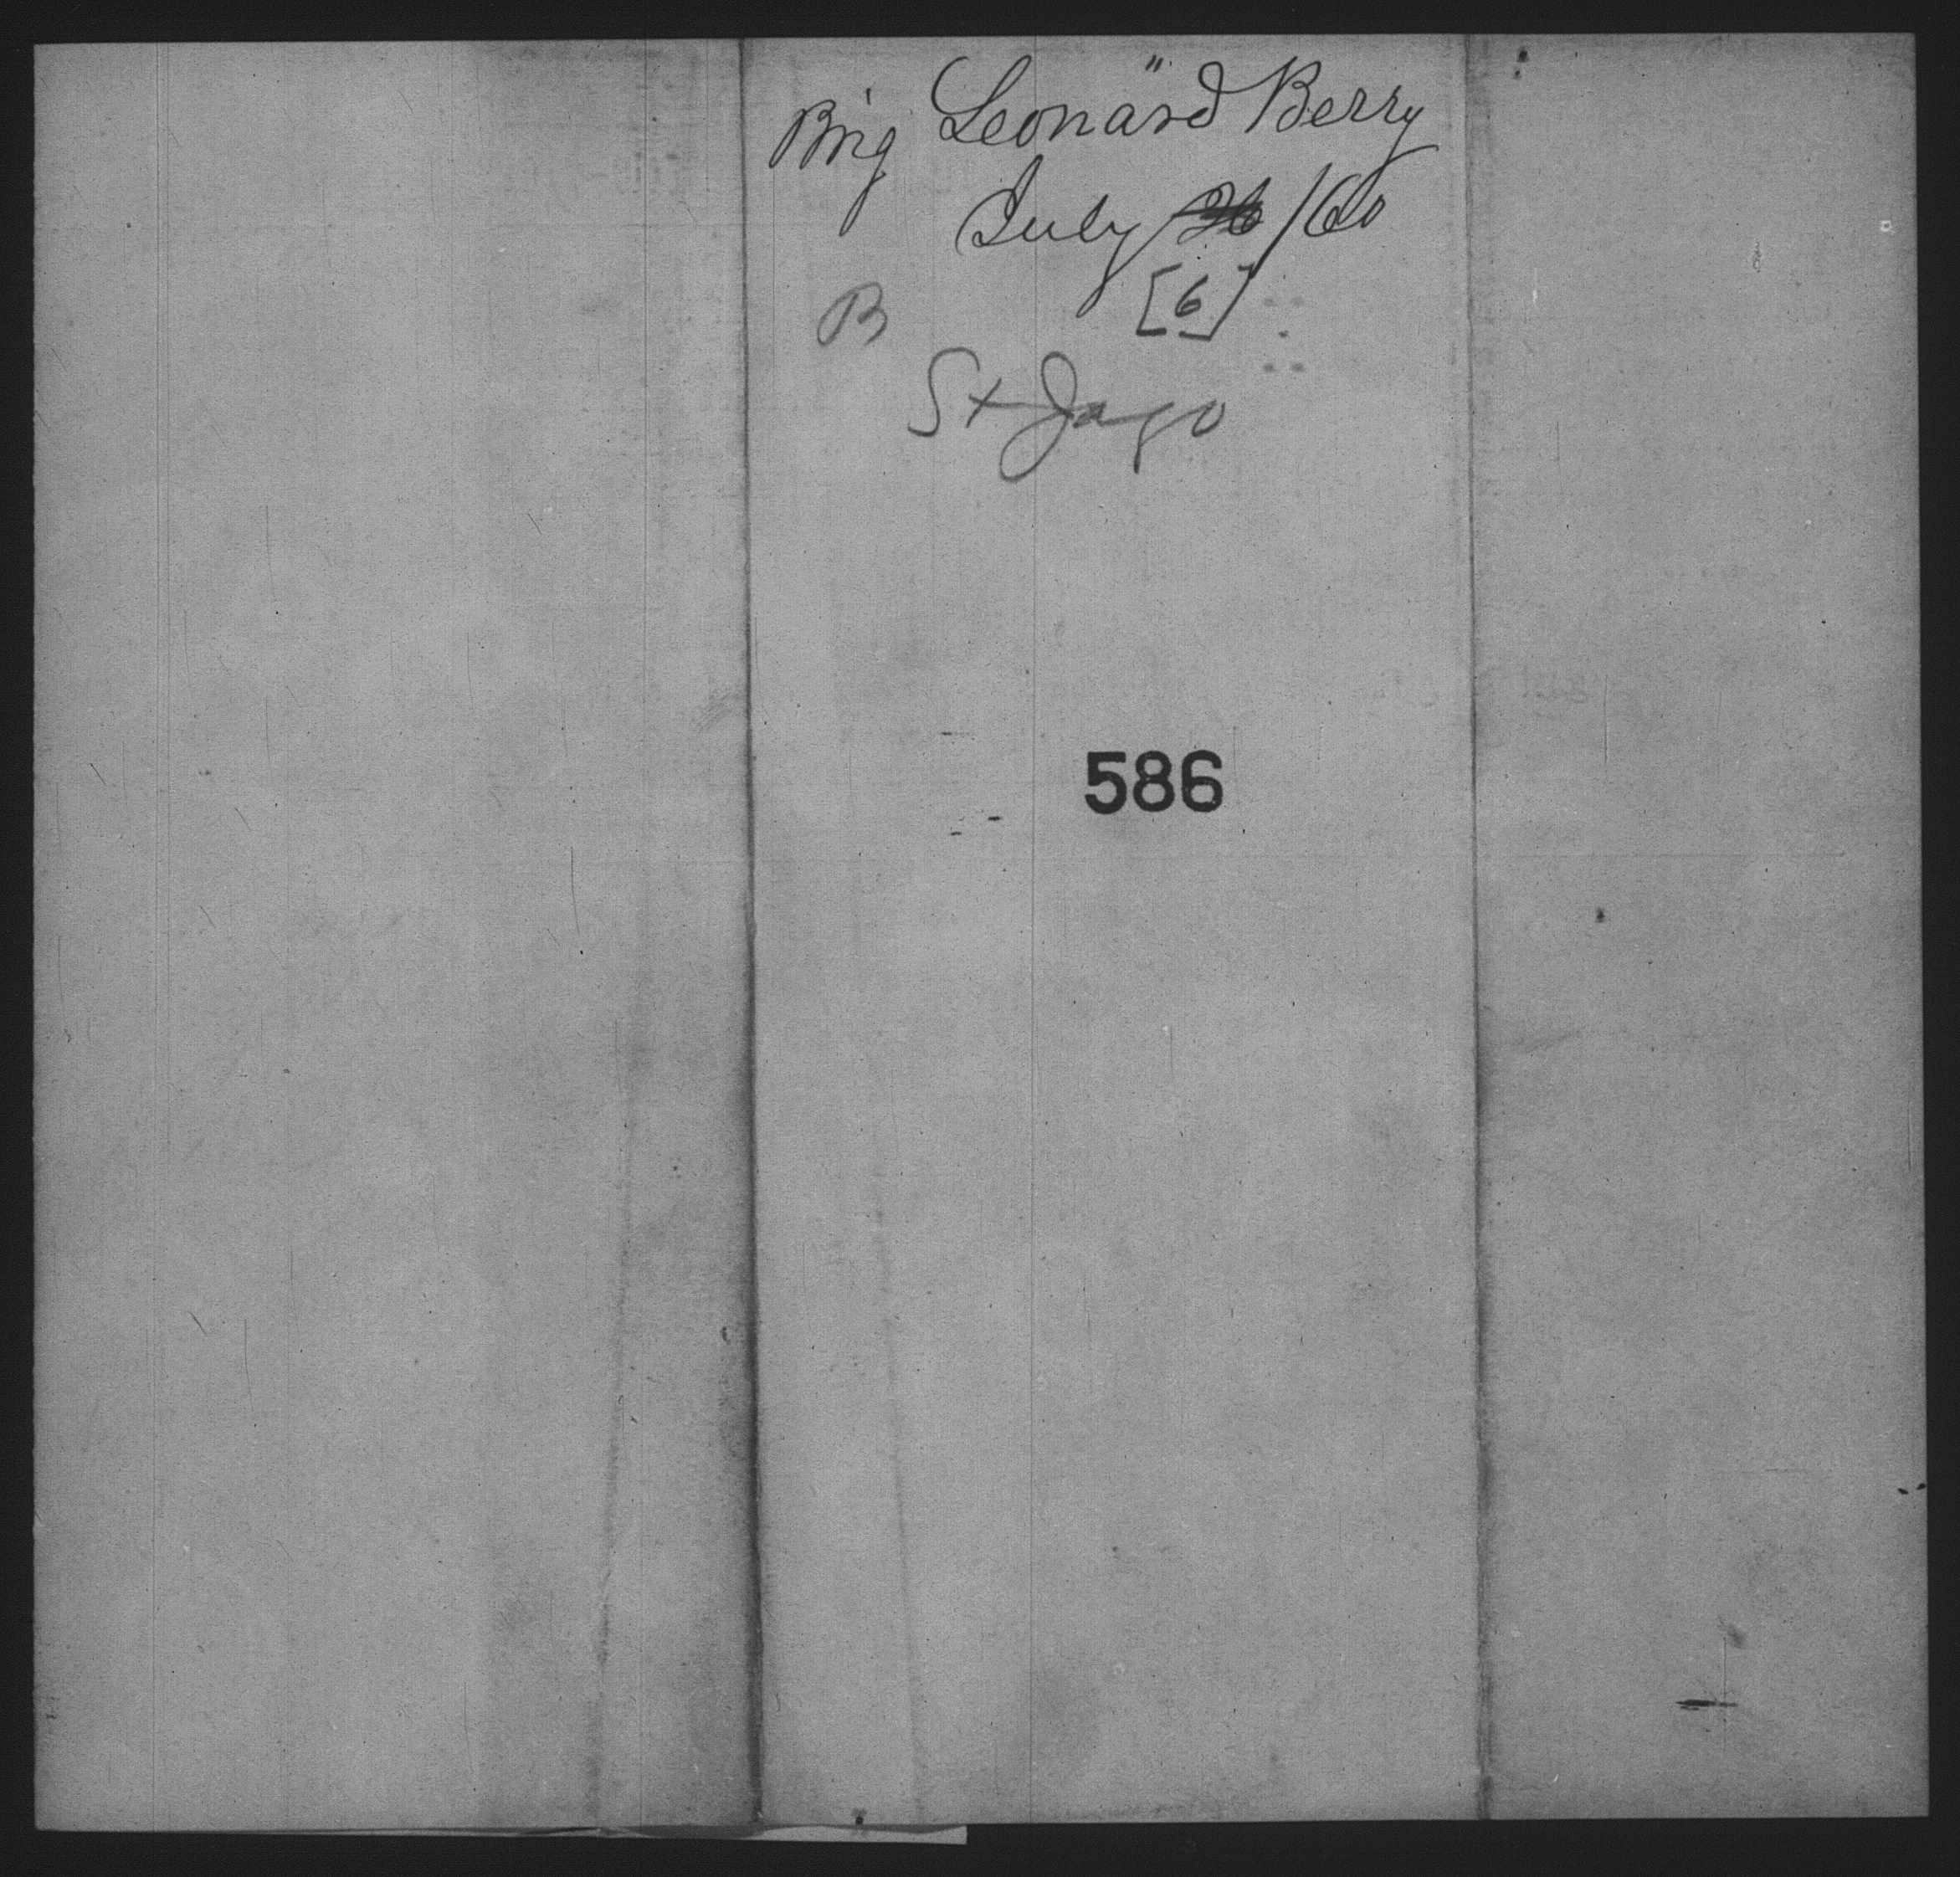 Brig "Leonard Berry
July 26/60
[6]
B
St Jago
586